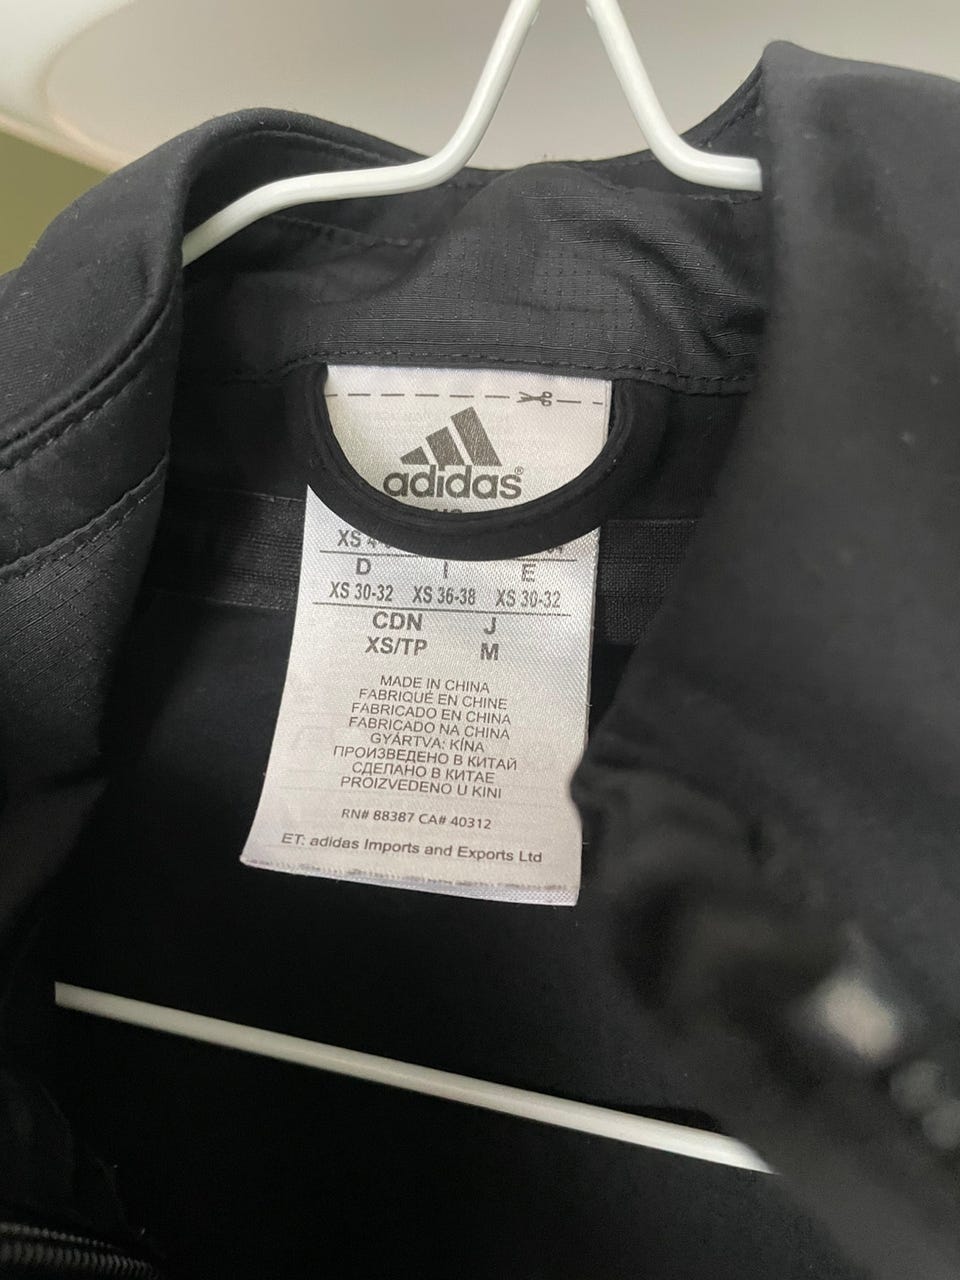 adidas®
XS
D I E
XS 30-32 XS 36-38 XS 30-32
CDN J
XS/TP M
MADE IN CHINA
FABRIQUÉ EN CHINE
FABRICADO EN CHINA
FABRICADO NA CHINA
GYÁRTVA: KÍNA
ПРОИЗВЕДЕНО В КИТАЙ
СДЕЛАНО В КИТАЕ
PROIZVEDENO U KINI
RN# 88387 CA# 40312
ET: adidas Imports and Exports Ltd